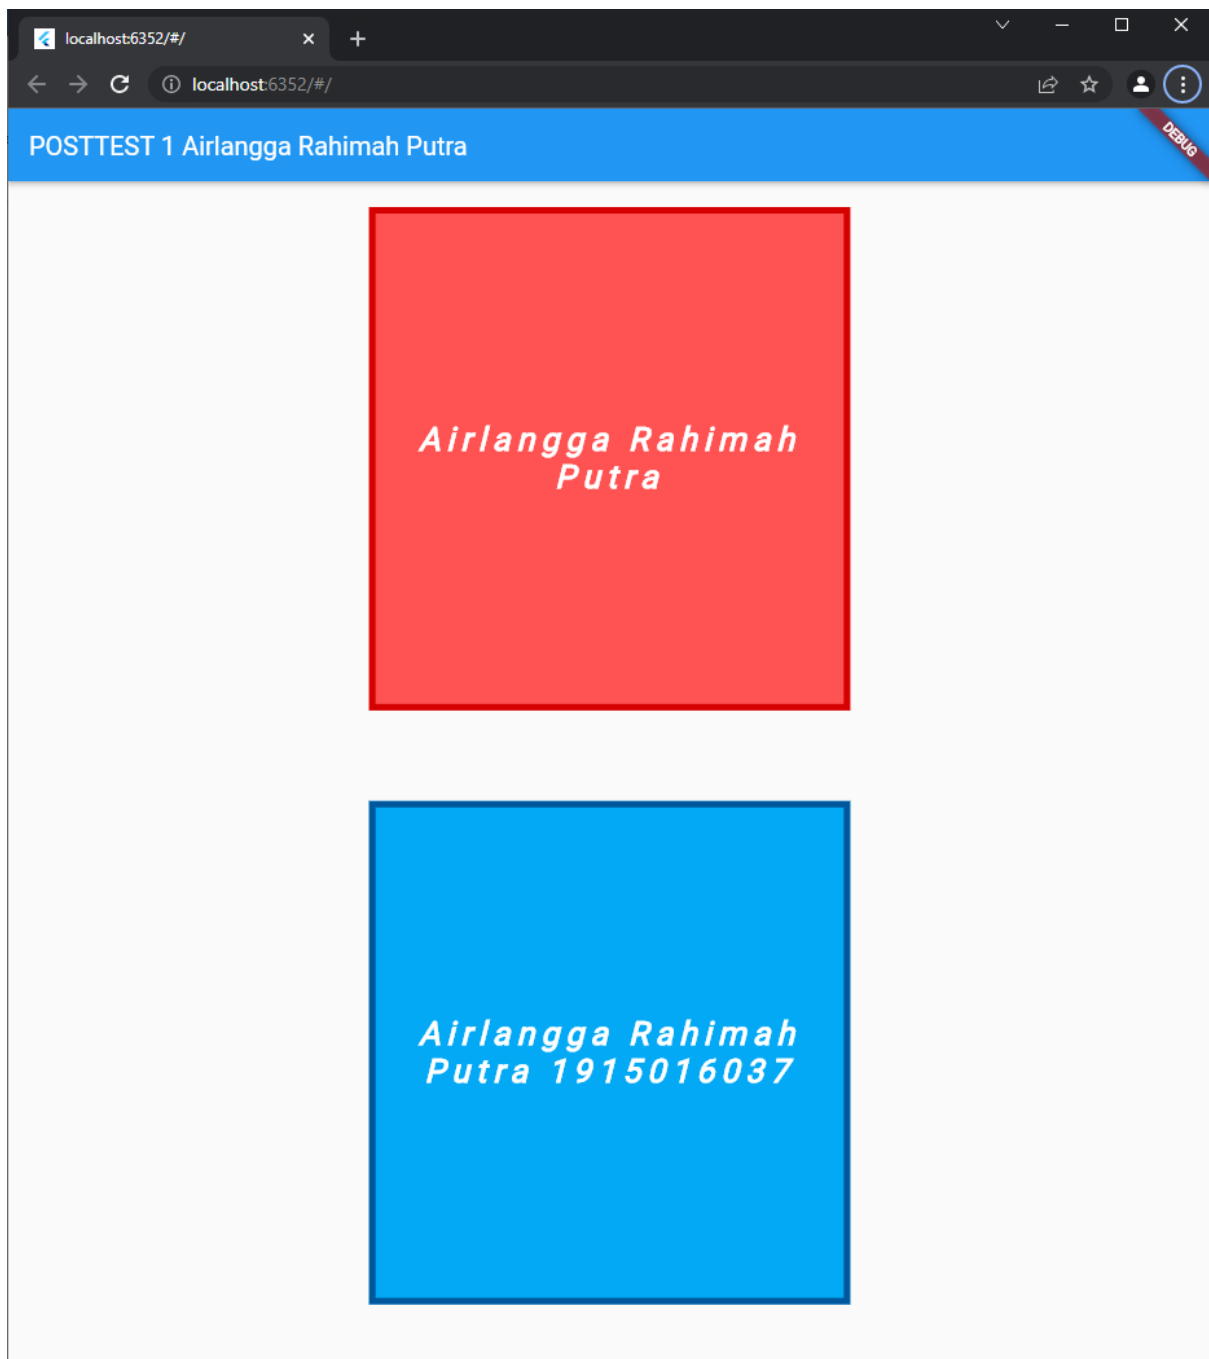 localhost:6352/#/
localhost:6352/#/
POSTTEST 1 Airlangga Rahimah Putra
DEBUG
Airlangga Rahimah
Putra
Airlangga Rahimah
Putra 1915016037